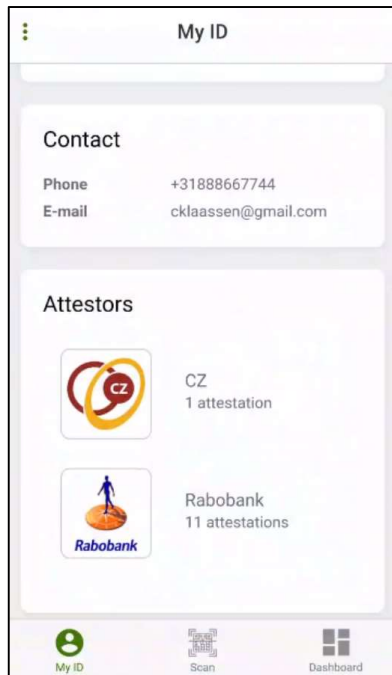 My ID
Contact
Phone +31888667744
E-mail cklaassen@gmail.com
Attestors
CZ
CZ
1 attestation
Rabobank
Rabobank
11 attestations
My ID Scan Dashboard